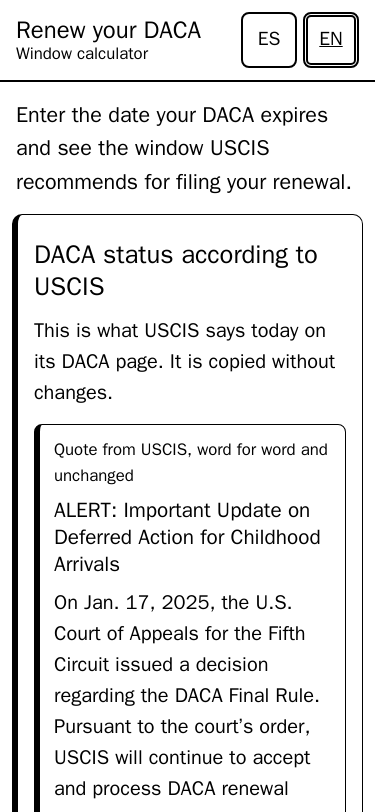 Renew your DACA
Window calculator
ES
EN
Enter the date your DACA expires
and see the window USCIS
recommends for filing your renewal.
DACA status according to
USCIS
This is what USCIS says today on
its DACA page. It is copied without
changes.
Quote from USCIS, word for word and
unchanged
ALERT: Important Update on
Deferred Action for Childhood
Arrivals
On Jan. 17, 2025, the U.S.
Court of Appeals for the Fifth
Circuit issued a decision
regarding the DACA Final Rule.
Pursuant to the court’s order,
USCIS will continue to accept
and process DACA renewal